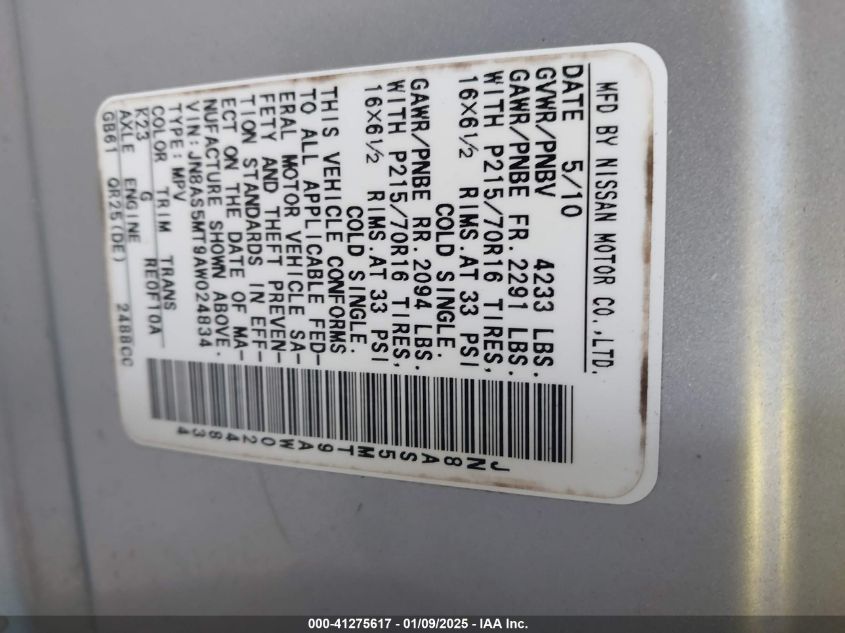 MFD BY NISSAN MOTOR CO.,LTD.
DATE 5/10
GVWR/PNBV 4233 LBS.
GAWR/PNBE FR. 2291 LBS.
WITH P215/70R16 TIRES,
16X6½ RIMS.AT 33 PSI
COLD SINGLE.
GAWR/PNBE RR. 2094 LBS.
WITH P215/70R16 TIRES,
16X6½ RIMS.AT 33 PSI
COLD SINGLE.
THIS VEHICLE CONFORMS
TO ALL APPLICABLE FED-
ERAL MOTOR VEHICLE SA-
FETY AND THEFT PREVEN-
TION STANDARDS IN EFF-
ECT ON THE DATE OF MA-
NUFACTURE SHOWN ABOVE.
VIN:JN8AS5MT9AW024834
TYPE:MPV
COLOR TRIM TRANS
K23 G RE0F10A
AXLE ENGINE
GB61 QR25(DE) 2488CC
JN8AS5MT9AW024834
000-41275617 - 01/09/2025 - IAA Inc.